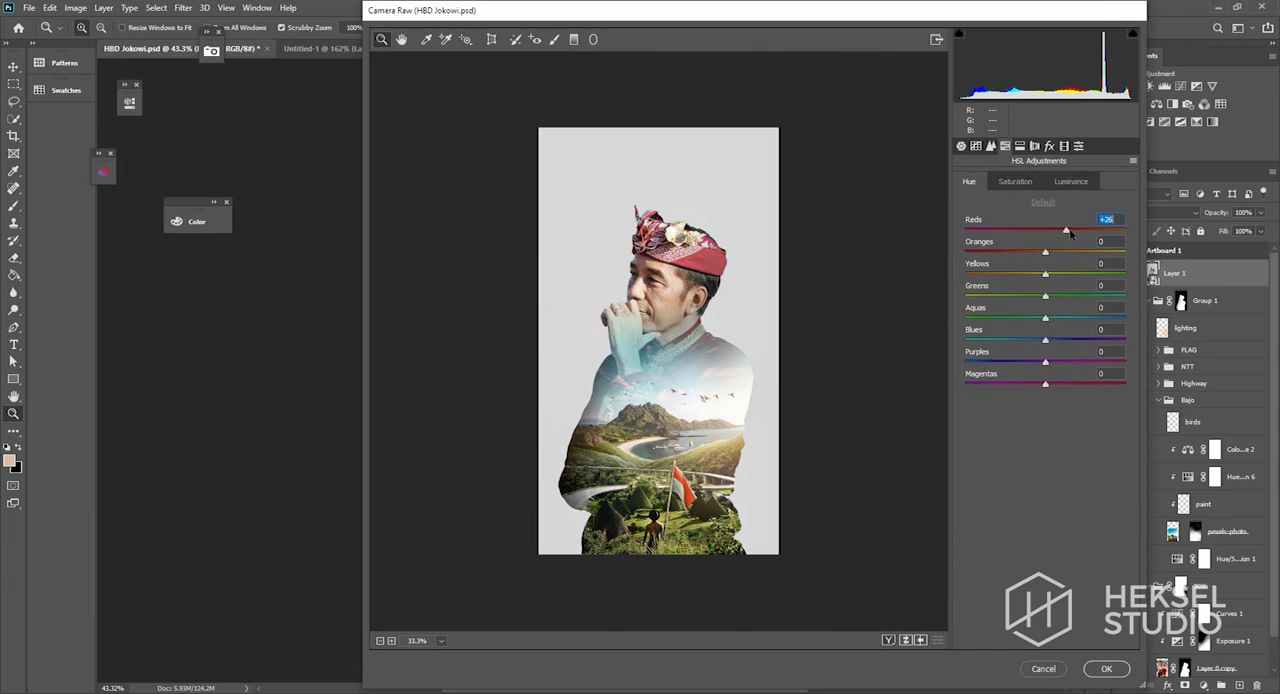 Camera Raw (HBD Jokowi.psd)
File Edit Image Layer Type Select Filter 3D View Window Help
Resize Windows to Fit All Windows Scrubby Zoom 100%
HBD Jokowi.psd @ 43.3% RGB/8#) * Untitled-1 @ 162%
Patterns
Swatches
Color
R: ---
G: ---
B: ---
HSL Adjustments
Hue Saturation Luminance
Default
Reds +26
Oranges 0
Yellows 0
Greens 0
Aquas 0
Blues 0
Purples 0
Magentas 0
33.3%
Cancel OK
Channels
Opacity: 100%
Fill: 100%
Artboard 1
Layer 1
Group 1
lighting
FLAG
NTT
Highway
Bajo
birds
Colo...e 2
Hue...n 6
paint
pexels-photo
Hue/S...ion 1
Curves 1
Exposure 1
Layer 0 copy
HEKSEL
STUDIO
43.32% Doc: 5.93M/124.2M